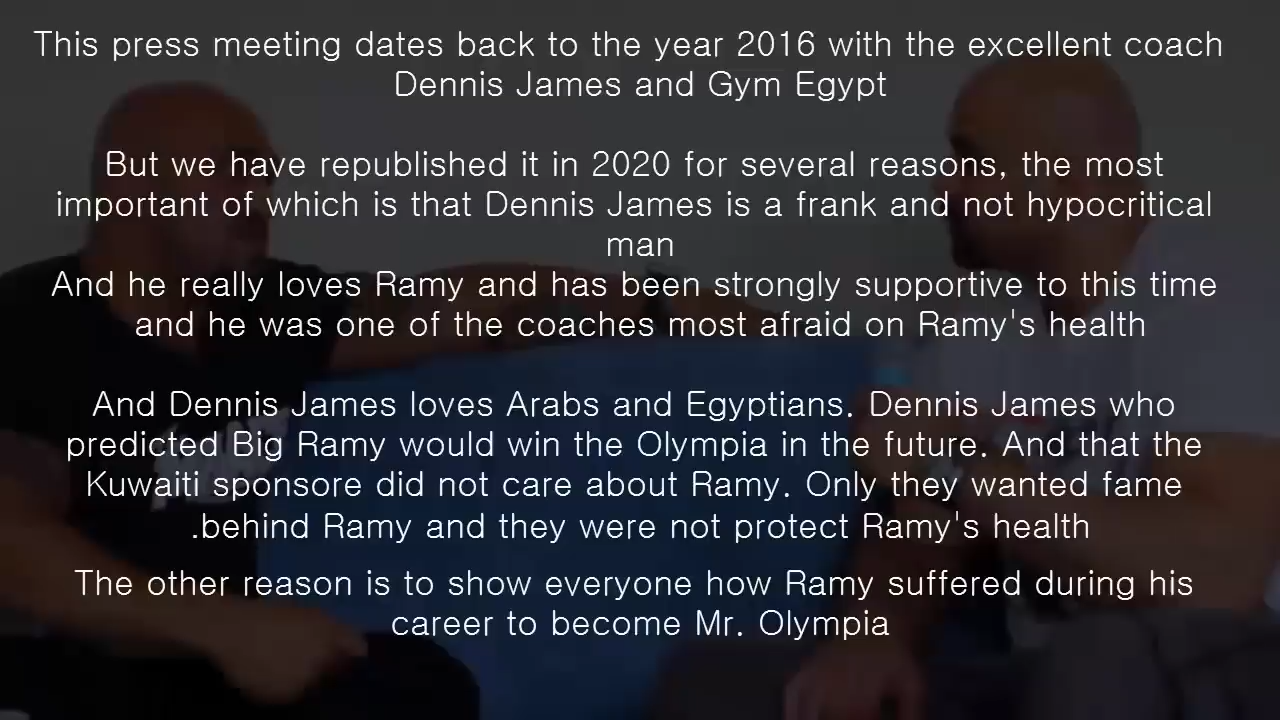 This press meeting dates back to the year 2016 with the excellent coach
Dennis James and Gym Egypt
But we have republished it in 2020 for several reasons, the most
important of which is that Dennis James is a frank and not hypocritical
man
And he really loves Ramy and has been strongly supportive to this time
and he was one of the coaches most afraid on Ramy's health
And Dennis James loves Arabs and Egyptians. Dennis James who
predicted Big Ramy would win the Olympia in the future. And that the
Kuwaiti sponsore did not care about Ramy. Only they wanted fame
.behind Ramy and they were not protect Ramy's health
The other reason is to show everyone how Ramy suffered during his
career to become Mr. Olympia